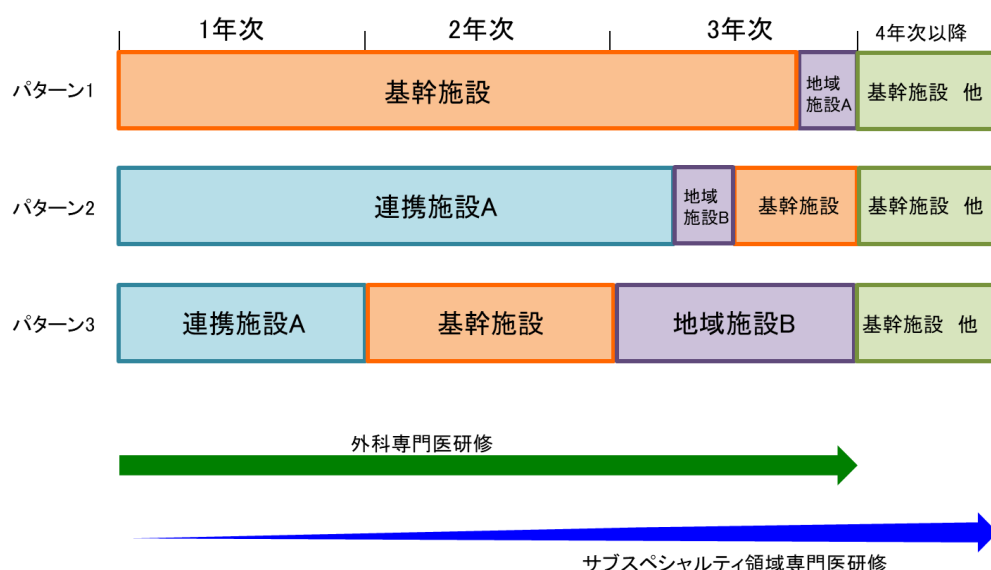 1年次 2年次 3年次 4年次以降
パターン1
基幹施設
地域
施設A
基幹施設 他
パターン2
連携施設A
地域
施設B
基幹施設
基幹施設 他
パターン3
連携施設A
基幹施設
地域施設B
基幹施設 他
外科専門医研修
サブスペシャルティ領域専門医研修